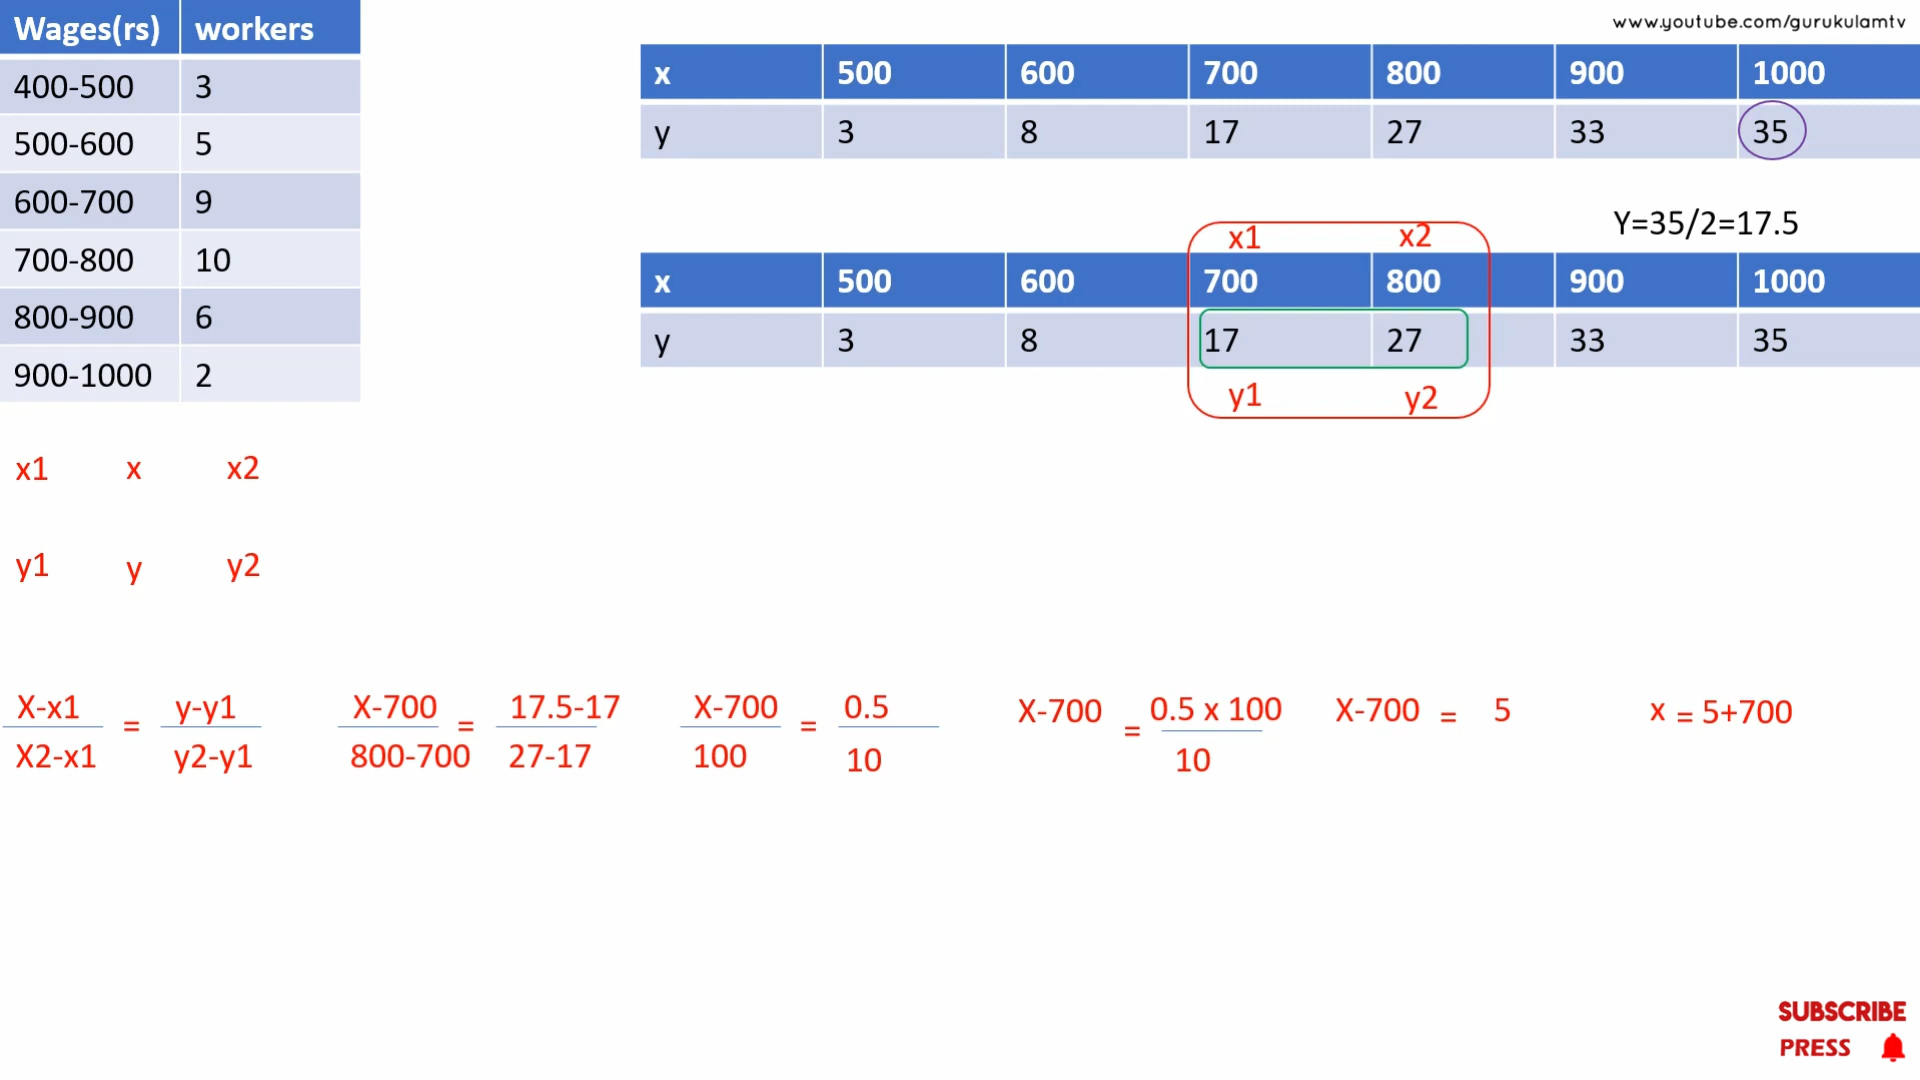 www.youtube.com/gurukulamtv
Wages(rs) workers
400-500 3
500-600 5
600-700 9
700-800 10
800-900 6
900-1000 2
x 500 600 700 800 900 1000
y 3 8 17 27 33 35
Y=35/2=17.5
x1 x2
x 500 600 700 800 900 1000
y 3 8 17 27 33 35
y1 y2
x1 x x2
y1 y y2
X-x1 = y-y1
X2-x1 y2-y1
X-700 = 17.5-17
800-700 27-17
X-700 = 0.5
100 10
X-700 = 0.5 x 100
10
X-700 = 5
x = 5+700
SUBSCRIBE
PRESS